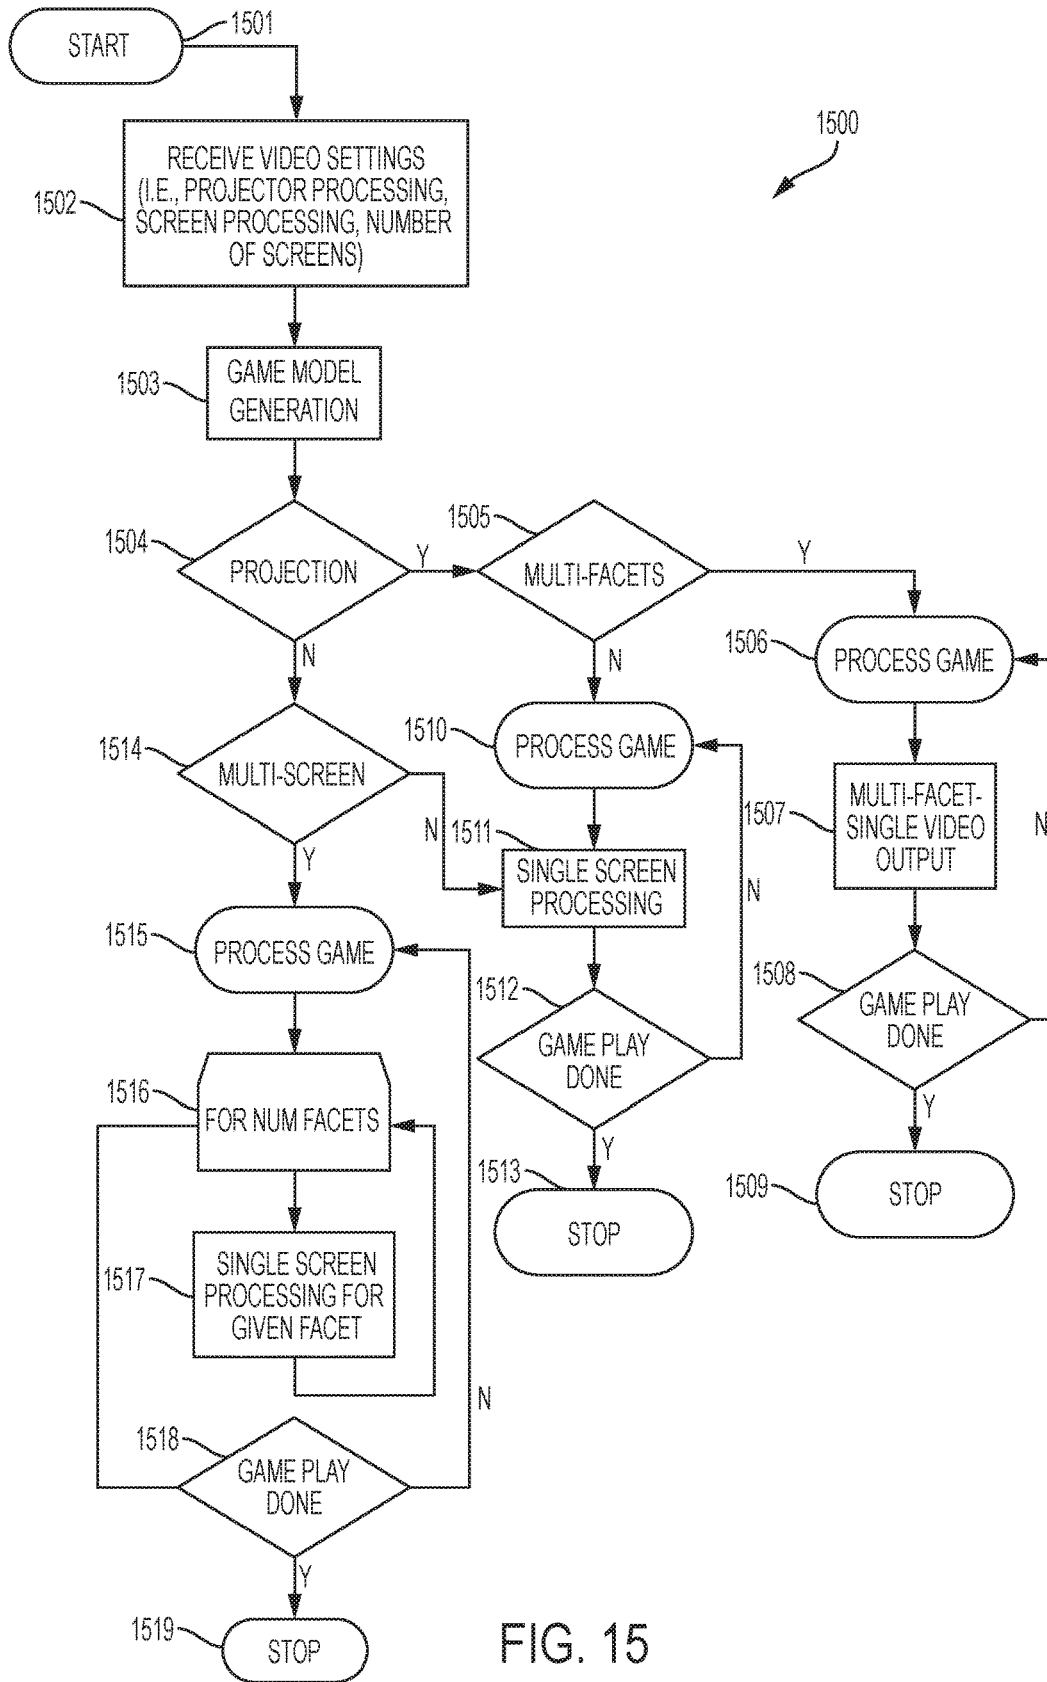 START
1501
1500
RECEIVE VIDEO SETTINGS
(I.E., PROJECTOR PROCESSING,
SCREEN PROCESSING, NUMBER
OF SCREENS)
1502
GAME MODEL
GENERATION
1503
1504
PROJECTION
Y
N
1505
MULTI-FACETS
Y
N
1506
PROCESS GAME
1507
MULTI-FACET-
SINGLE VIDEO
OUTPUT
N
1508
GAME PLAY
DONE
Y
1509
STOP
1510
PROCESS GAME
1511
SINGLE SCREEN
PROCESSING
N
1512
GAME PLAY
DONE
Y
1513
STOP
1514
MULTI-SCREEN
N
Y
1515
PROCESS GAME
1516
FOR NUM FACETS
1517
SINGLE SCREEN
PROCESSING FOR
GIVEN FACET
N
1518
GAME PLAY
DONE
Y
1519
STOP
FIG. 15